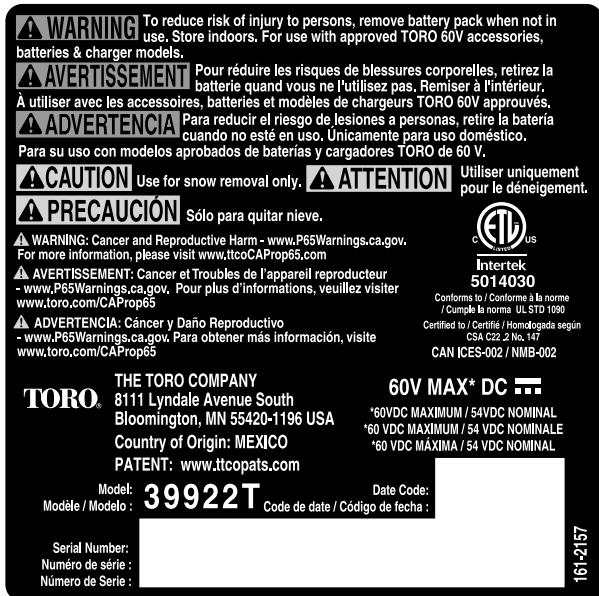 WARNING To reduce risk of injury to persons, remove battery pack when not in
use. Store indoors. For use with approved TORO 60V accessories,
batteries & charger models.
AVERTISSEMENT Pour réduire les risques de blessures corporelles, retirez la
batterie quand vous ne l'utilisez pas. Remiser à l'intérieur.
À utiliser avec les accessoires, batteries et modèles de chargeurs TORO 60V approuvés.
ADVERTENCIA Para reducir el riesgo de lesiones a personas, retire la batería
cuando no esté en uso. Únicamente para uso doméstico.
Para su uso con modelos aprobados de baterías y cargadores TORO de 60 V.
CAUTION Use for snow removal only. ATTENTION Utiliser uniquement
pour le déneigement.
PRECAUCIÓN Sólo para quitar nieve.
WARNING: Cancer and Reproductive Harm - www.P65Warnings.ca.gov.
For more information, please visit www.ttcoCAProp65.com
AVERTISSEMENT: Cancer et Troubles de l'appareil reproducteur
- www.P65Warnings.ca.gov. Pour plus d'informations, veuillez visiter
www.toro.com/CAProp65
ADVERTENCIA: Cáncer y Daño Reproductivo
- www.P65Warnings.ca.gov. Para obtener más información, visite
www.toro.com/CAProp65
C ETL US
LISTED
Intertek
5014030
Conforms to / Conforme à la norme
/ Cumple la norma UL STD 1090
Certified to / Certifié / Homologada según
CSA C22 .2 No. 147
CAN ICES-002 / NMB-002
TORO®
THE TORO COMPANY
8111 Lyndale Avenue South
Bloomington, MN 55420-1196 USA
Country of Origin: MEXICO
PATENT: www.ttcopats.com
60V MAX* DC
*60VDC MAXIMUM / 54VDC NOMINAL
*60 VDC MAXIMUM / 54 VDC NOMINALE
*60 VDC MÁXIMA / 54 VDC NOMINAL
Model:
Modèle / Modelo : 39922T
Date Code:
Code de date / Código de fecha :
Serial Number:
Numéro de série :
Número de Serie :
161-2157